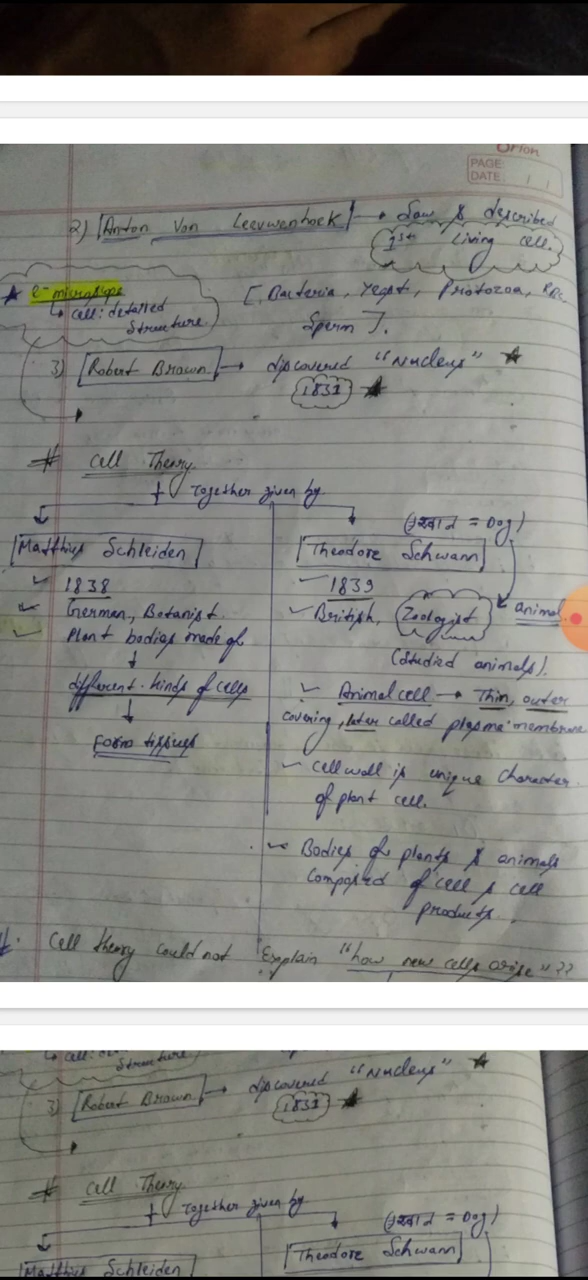 Orion
PAGE:
DATE: / /
2) Anton Von Leeuwenhoek → Saw & described
1st Living cell.
★ e-microscope
↳ cell: detailed
structure.
[Bacteria, Yeast, Protozoa, RBC,
Sperm].
3) Robert Brown → discovered "Nucleus" ★
1831 ★
# Cell Theory
Together given by
Matthias Schleiden
✓ 1838
✓ German, Botanist.
✓ Plant bodies made of
↓
different kinds of cells
↓
Form tissues
(श्वान = Dog)
Theodore Schwann
✓ 1839
✓ British, Zoologist animal.
(studied animals).
✓ Animal cell → Thin, outer
covering, later called plasma membrane
✓ cell wall is unique character
of plant cell.
✓ Bodies of plants & animals
composed of cell & cell
products.
#. Cell theory could not Explain "how new cells arise"??
↳ cell:
structure.
3) Robert Brown → discovered "Nucleus" ★
1831 ★
# Cell Theory
Together given by
(श्वान = Dog)
Matthias Schleiden
Theodore Schwann